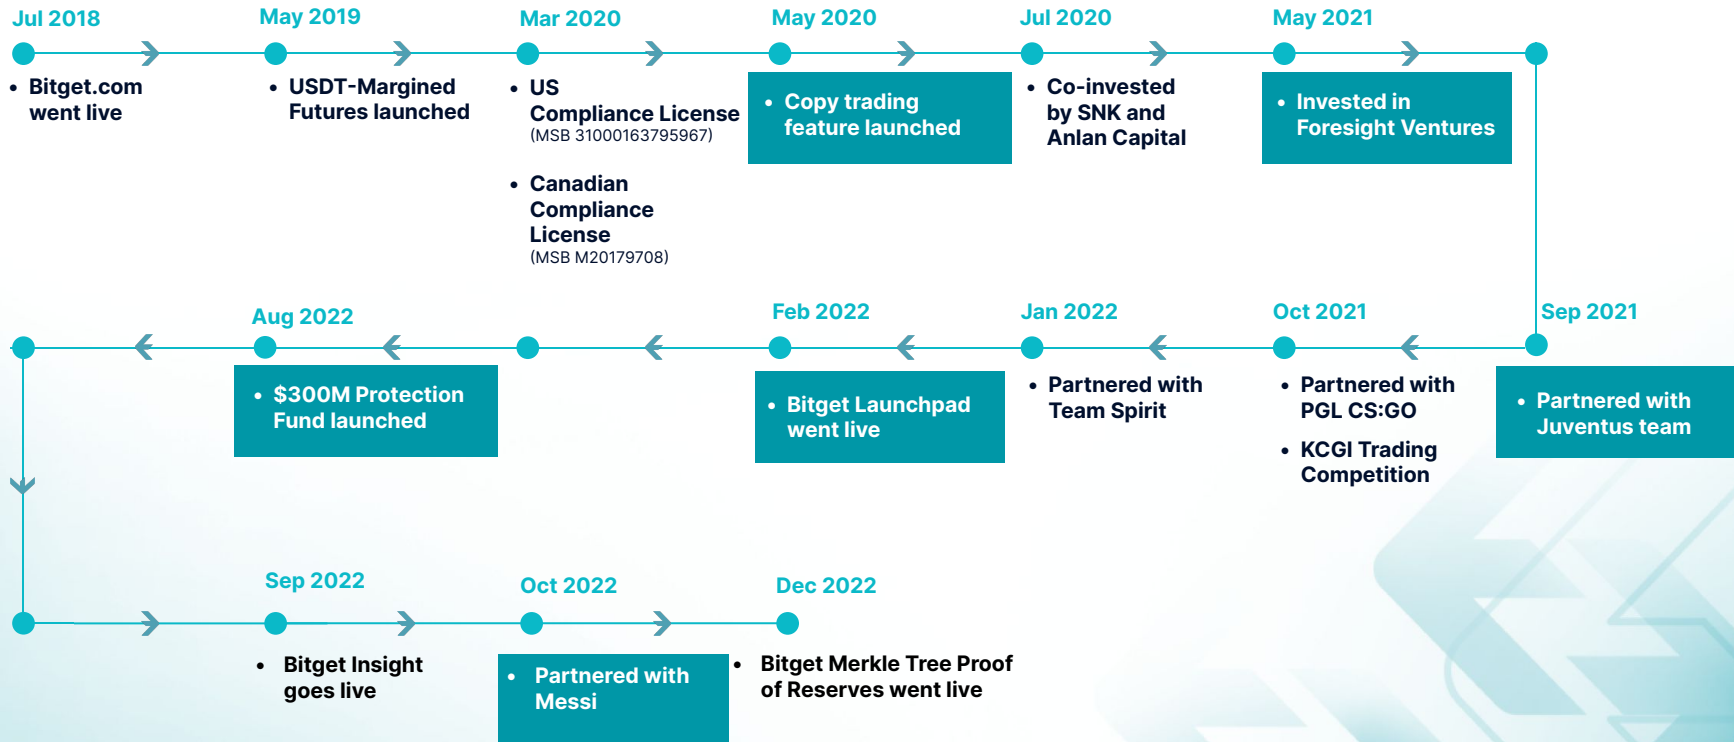 Jul 2018
• Bitget.com
went live
May 2019
• USDT-Margined
Futures launched
Mar 2020
• US
Compliance License
(MSB 31000163795967)
• Canadian
Compliance
License
(MSB M20179708)
May 2020
• Copy trading
feature launched
Jul 2020
• Co-invested
by SNK and
Anlan Capital
May 2021
• Invested in
Foresight Ventures
Sep 2021
• Partnered with
Juventus team
Oct 2021
• Partnered with
PGL CS:GO
• KCGI Trading
Competition
Jan 2022
• Partnered with
Team Spirit
Feb 2022
• Bitget Launchpad
went live
Aug 2022
• $300M Protection
Fund launched
Sep 2022
• Bitget Insight
goes live
Oct 2022
• Partnered with
Messi
Dec 2022
• Bitget Merkle Tree Proof
of Reserves went live